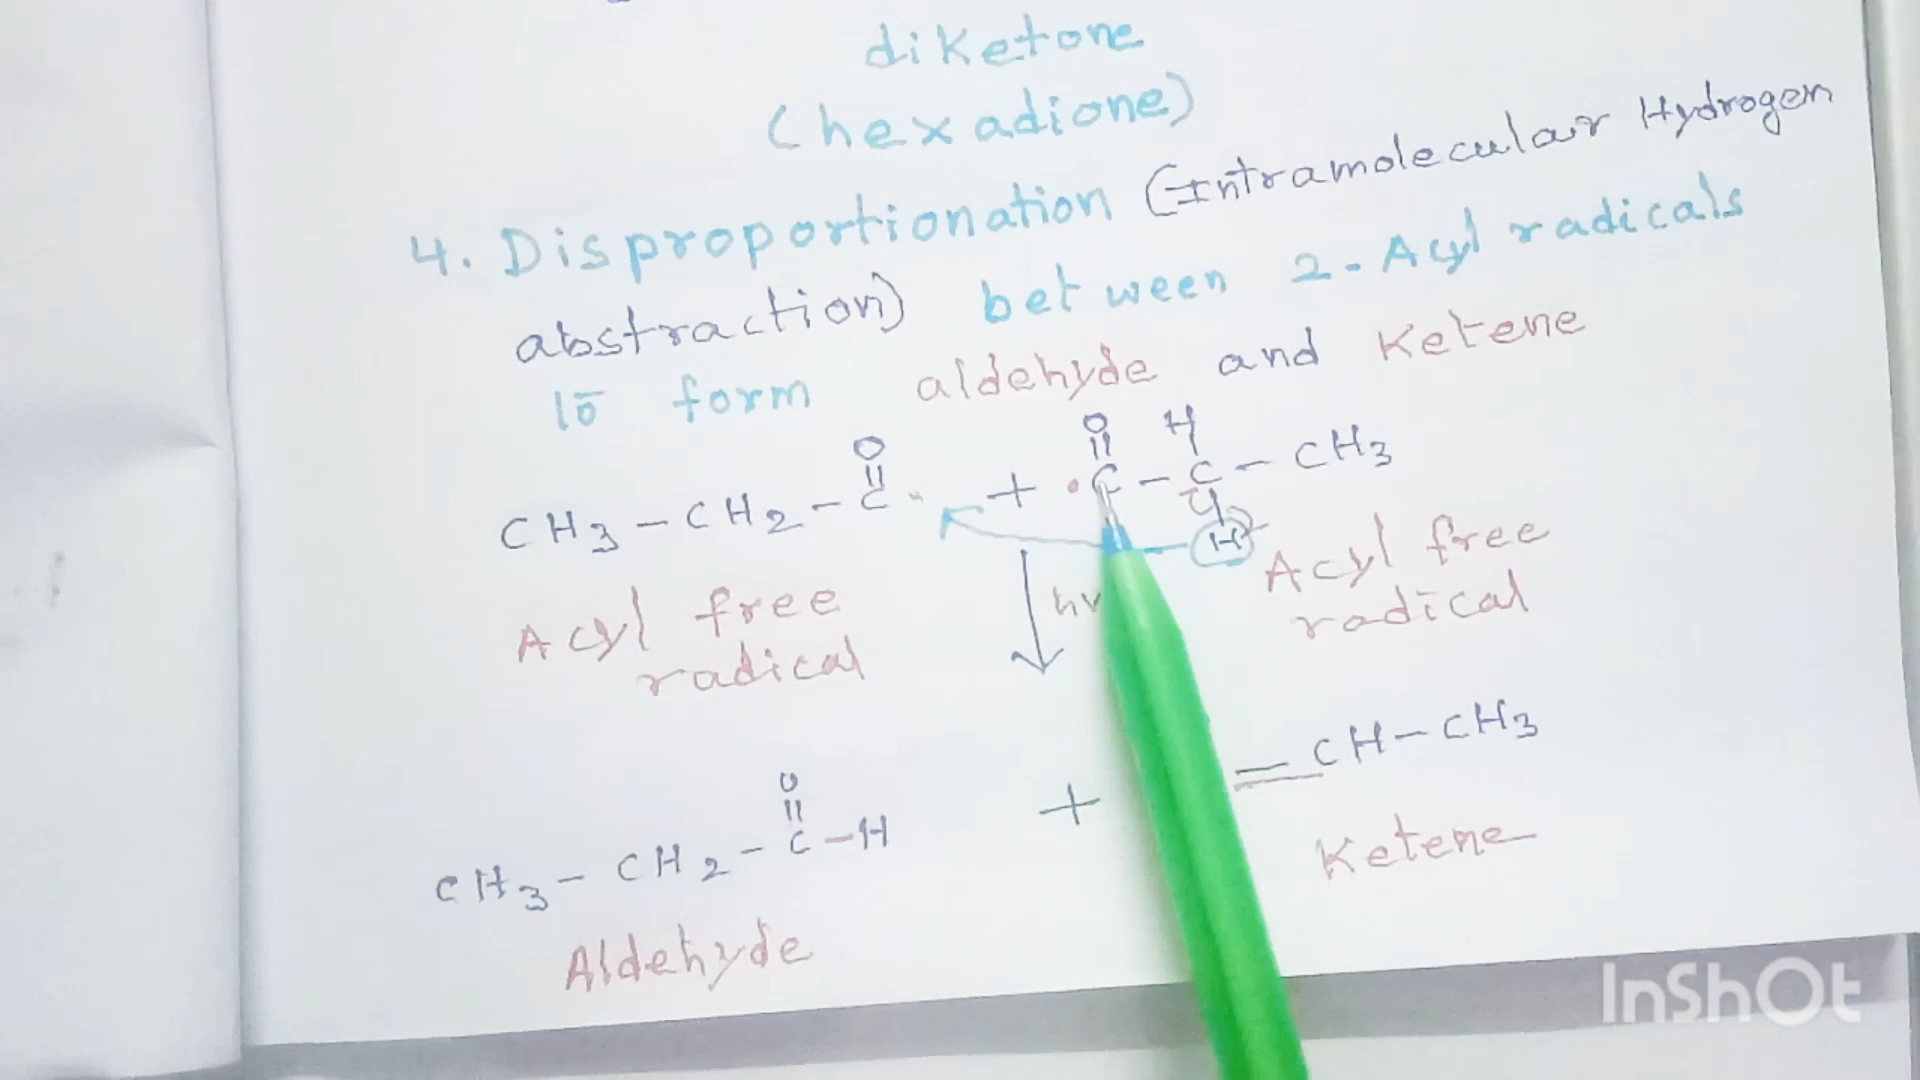 diketone
(hexadione)
4. Disproportionation (Intramolecular Hydrogen
abstraction) between 2-Acyl radicals
to form aldehyde and Ketene
O O H
CH3 - CH2 - C· + ·C - C - CH3
H
Acyl free radical
hν
Acyl free radical
O
CH3 - CH2 - C - H + = CH - CH3
Aldehyde
Ketene
InShOt